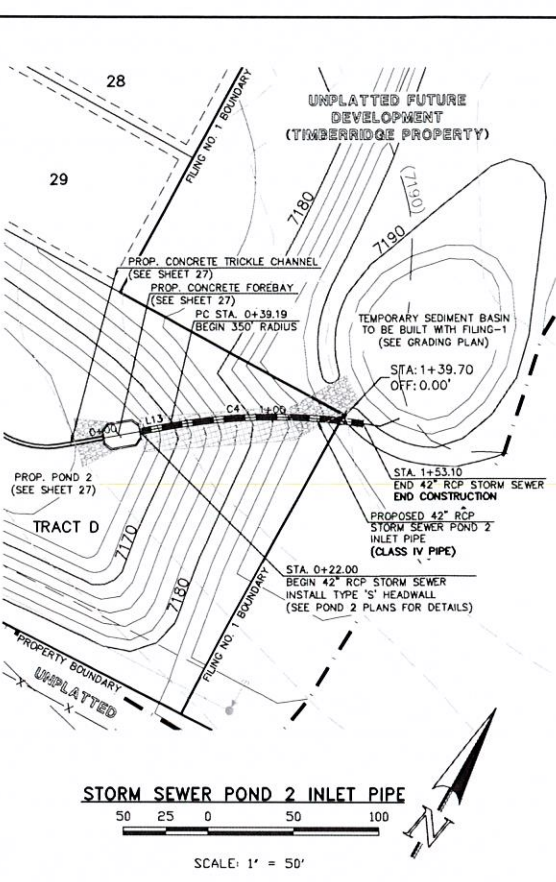 28
29
FILING NO. 1 BOUNDARY
UNPLATTED FUTURE
DEVELOPMENT
(TIMBERRIDGE PROPERTY)
7180
(7190)
7190
PROP. CONCRETE TRICKLE CHANNEL
(SEE SHEET 27)
PROP. CONCRETE FOREBAY
(SEE SHEET 27)
PC STA. 0+39.19
BEGIN 350' RADIUS
TEMPORARY SEDIMENT BASIN
TO BE BUILT WITH FILING-1
(SEE GRADING PLAN)
STA: 1+39.70
OFF: 0.00'
0+00
L13
C4
1+00
PROP. POND 2
(SEE SHEET 27)
TRACT D
STA. 1+53.10
END 42" RCP STORM SEWER
END CONSTRUCTION
PROPOSED 42" RCP
STORM SEWER POND 2
INLET PIPE
(CLASS IV PIPE)
7170
7180
STA. 0+22.00
BEGIN 42" RCP STORM SEWER
INSTALL TYPE 'S' HEADWALL
(SEE POND 2 PLANS FOR DETAILS)
FILING NO. 1 BOUNDARY
PROPERTY BOUNDARY
UNPLATTED
X
X
STORM SEWER POND 2 INLET PIPE
50 25 0 50 100
SCALE: 1' = 50'
N